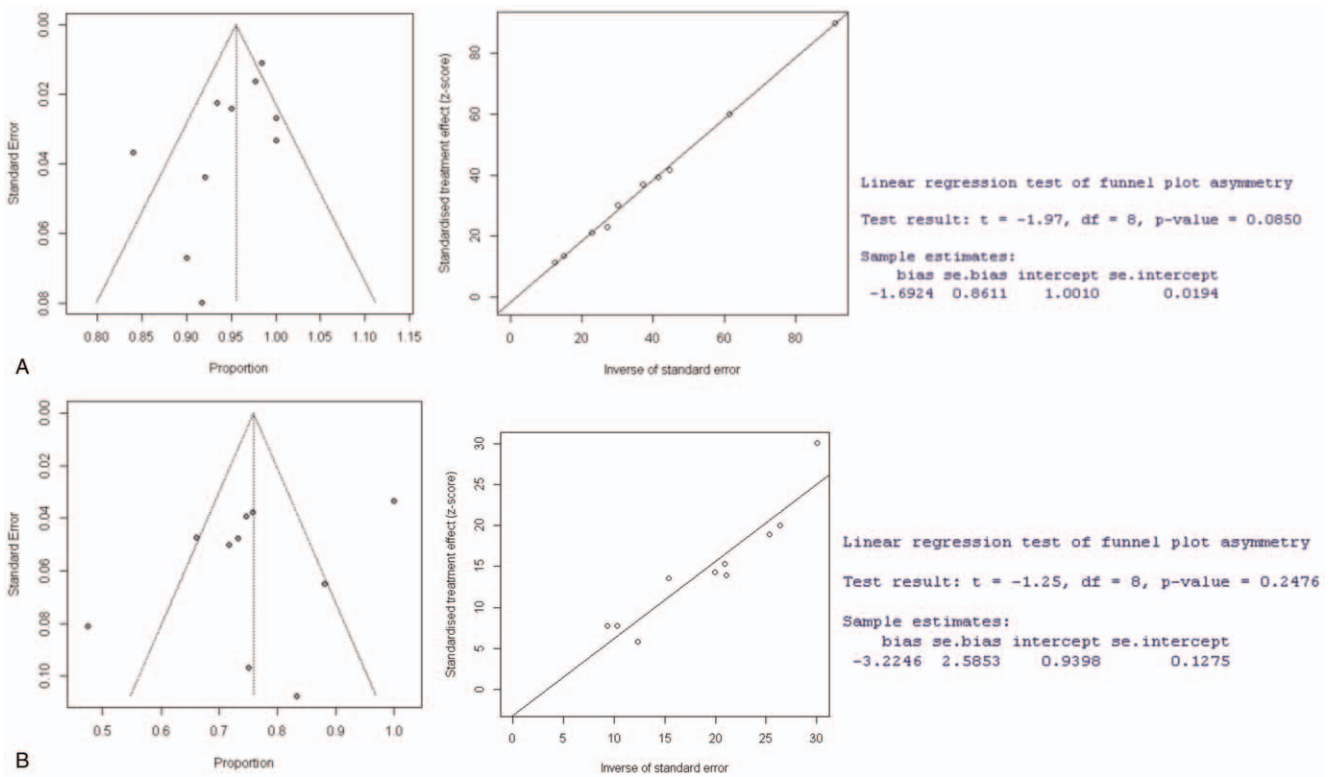 0.00
0.02
0.04
0.06
0.08
Standard Error
0.80 0.85 0.90 0.95 1.00 1.05 1.10 1.15
Proportion
80
60
40
20
0
Standardised treatment effect (z-score)
0 20 40 60 80
Inverse of standard error
Linear regression test of funnel plot asymmetry
Test result: t = -1.97, df = 8, p-value = 0.0850
Sample estimates:
bias se.bias intercept se.intercept
-1.6924 0.8611 1.0010 0.0194
A
0.00
0.02
0.04
0.06
0.08
0.10
Standard Error
0.5 0.6 0.7 0.8 0.9 1.0
Proportion
30
25
20
15
10
5
0
Standardised treatment effect (z-score)
0 5 10 15 20 25 30
Inverse of standard error
Linear regression test of funnel plot asymmetry
Test result: t = -1.25, df = 8, p-value = 0.2476
Sample estimates:
bias se.bias intercept se.intercept
-3.2246 2.5853 0.9398 0.1275
B